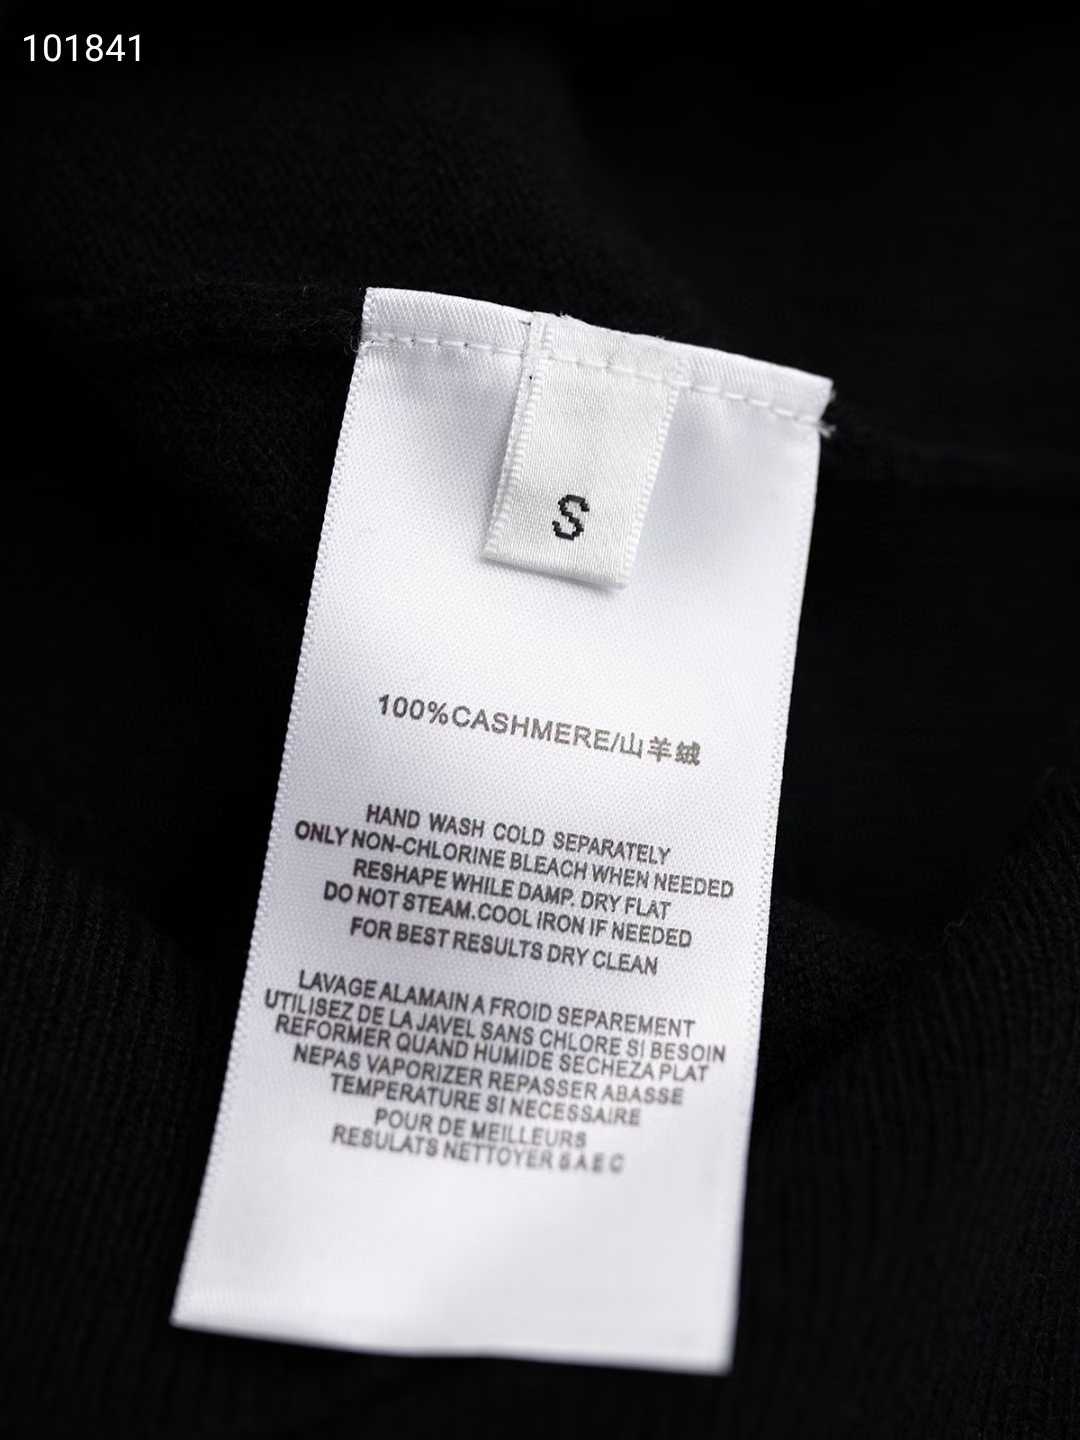 101841
S
100%CASHMERE/山羊绒
HAND WASH COLD SEPARATELY
ONLY NON-CHLORINE BLEACH WHEN NEEDED
RESHAPE WHILE DAMP. DRY FLAT
DO NOT STEAM.COOL IRON IF NEEDED
FOR BEST RESULTS DRY CLEAN
LAVAGE ALAMAIN A FROID SEPAREMENT
UTILISEZ DE LA JAVEL SANS CHLORE SI BESOIN
REFORMER QUAND HUMIDE SECHEZA PLAT
NEPAS VAPORIZER REPASSER ABASSE
TEMPERATURE SI NECESSAIRE
POUR DE MEILLEURS
RESULATS NETTOYER SAEC